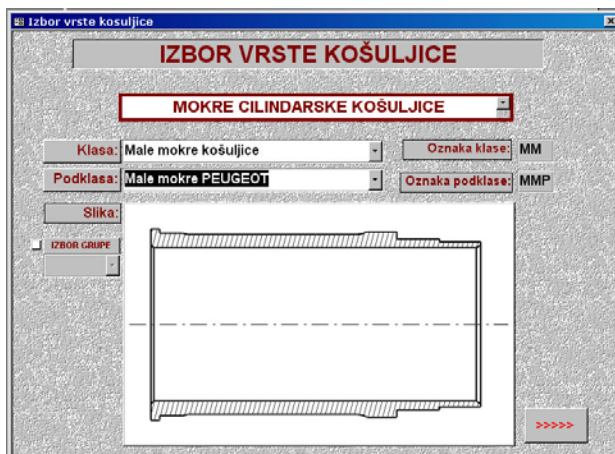 Izbor vrste kosuljice
IZBOR VRSTE KOŠULJICE
MOKRE CILINDARSKE KOŠULJICE
Klasa: Male mokre košuljice Oznaka klase: MM
Podklasa: Male mokre PEUGEOT Oznaka podklase: MMP
Slika:
IZBOR GRUPE
>>>>>